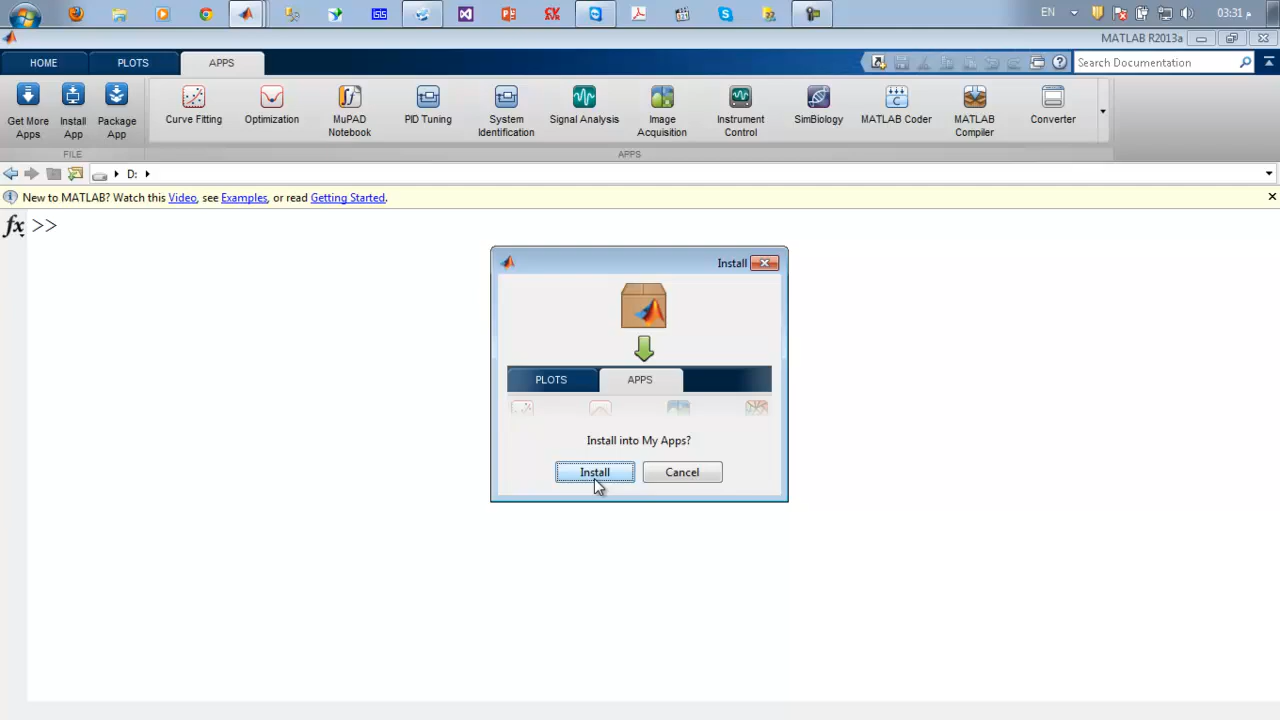 EN
03:31 م
MATLAB R2013a
HOME PLOTS APPS
Search Documentation
Get More Apps
Install App
Package App
Curve Fitting
Optimization
MuPAD Notebook
PID Tuning
System Identification
Signal Analysis
Image Acquisition
Instrument Control
SimBiology
MATLAB Coder
MATLAB Compiler
Converter
FILE
APPS
D:
New to MATLAB? Watch this Video, see Examples, or read Getting Started.
fx >>
Install
PLOTS APPS
Install into My Apps?
Install Cancel